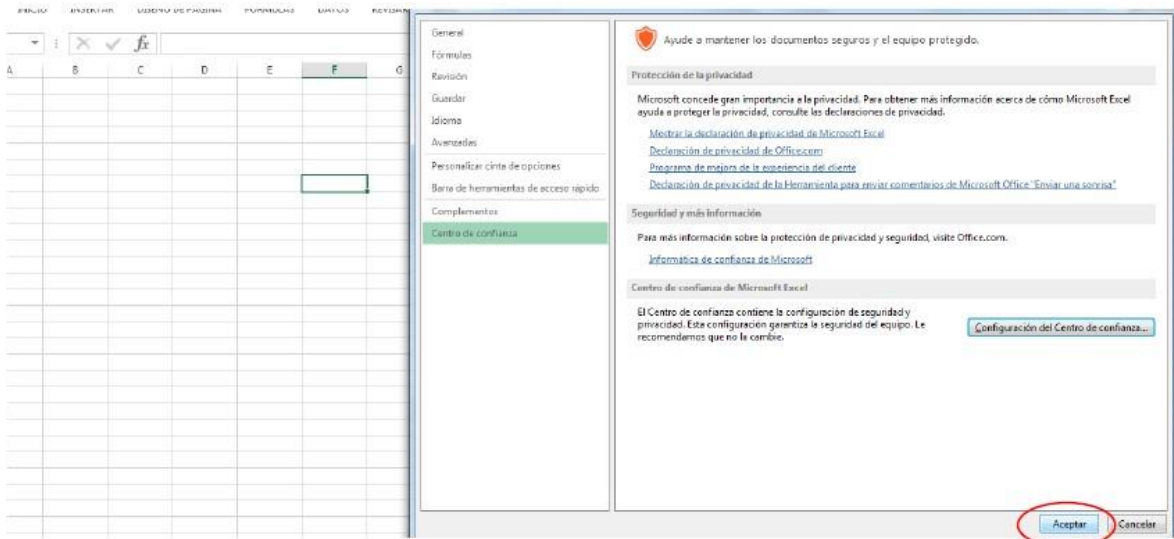 INICIO INSERTAR DISEÑO DE PÁGINA FÓRMULAS DATOS
fx
A B C D E F G
General
Fórmulas
Revisión
Guardar
Idioma
Avanzadas
Personalizar cinta de opciones
Barra de herramientas de acceso rápido
Complementos
Centro de confianza
Ayude a mantener los documentos seguros y el equipo protegido.
Protección de la privacidad
Microsoft concede gran importancia a la privacidad. Para obtener más información acerca de cómo Microsoft Excel
ayuda a proteger la privacidad, consulte las declaraciones de privacidad.
Mostrar la declaración de privacidad de Microsoft Excel
Declaración de privacidad de Office.com
Programa de mejora de la experiencia del cliente
Declaración de privacidad de la Herramienta para enviar comentarios de Microsoft Office "Enviar una sonrisa"
Seguridad y más información
Para más información sobre la protección de privacidad y seguridad, visite Office.com.
Informática de confianza de Microsoft
Centro de confianza de Microsoft Excel
El Centro de confianza contiene la configuración de seguridad y
privacidad. Esta configuración garantiza la seguridad del equipo. Le
recomendamos que no la cambie.
Configuración del Centro de confianza...
Aceptar Cancelar